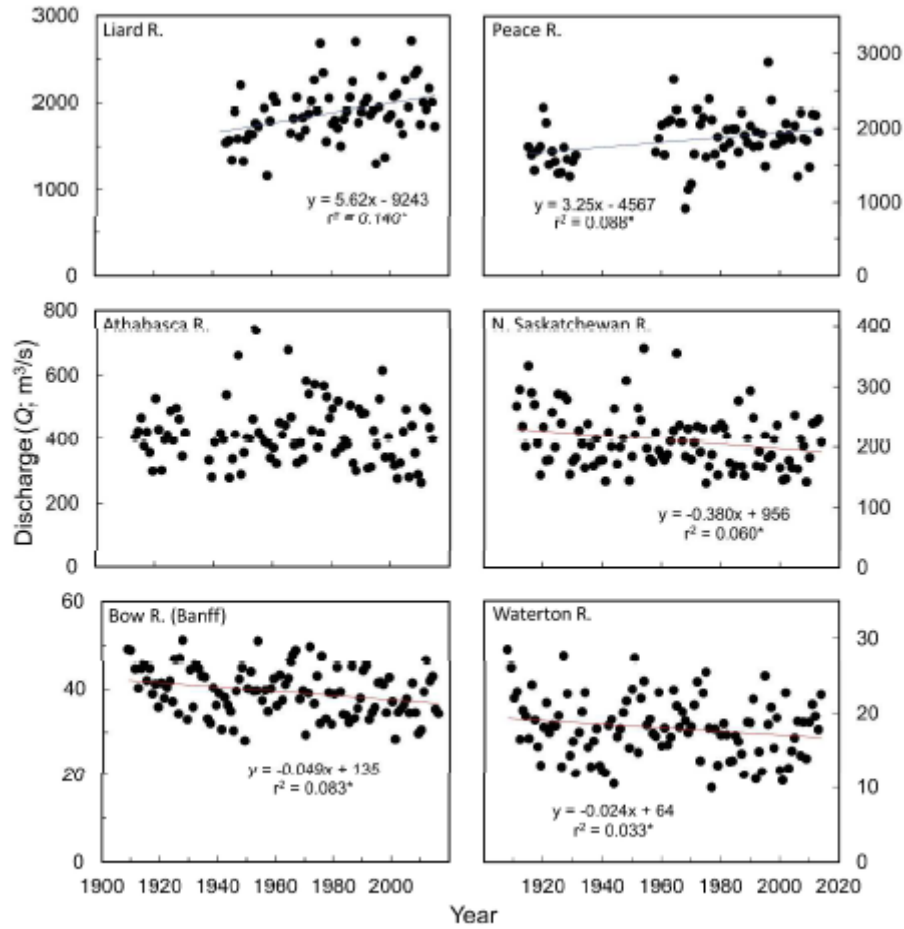 Liard R.
3000
2000
1000
0
y = 5.62x - 9243
r² = 0.140*
Peace R.
3000
2000
1000
0
y = 3.25x - 4567
r² = 0.088*
Discharge (Q; m³/s)
Athabasca R.
800
600
400
200
0
N. Saskatchewan R.
400
300
200
100
0
y = -0.380x + 956
r² = 0.060*
Bow R. (Banff)
60
40
20
0
y = -0.049x + 135
r² = 0.083*
Waterton R.
30
20
10
0
y = -0.024x + 64
r² = 0.033*
1900 1920 1940 1960 1980 2000
1920 1940 1960 1980 2000 2020
Year